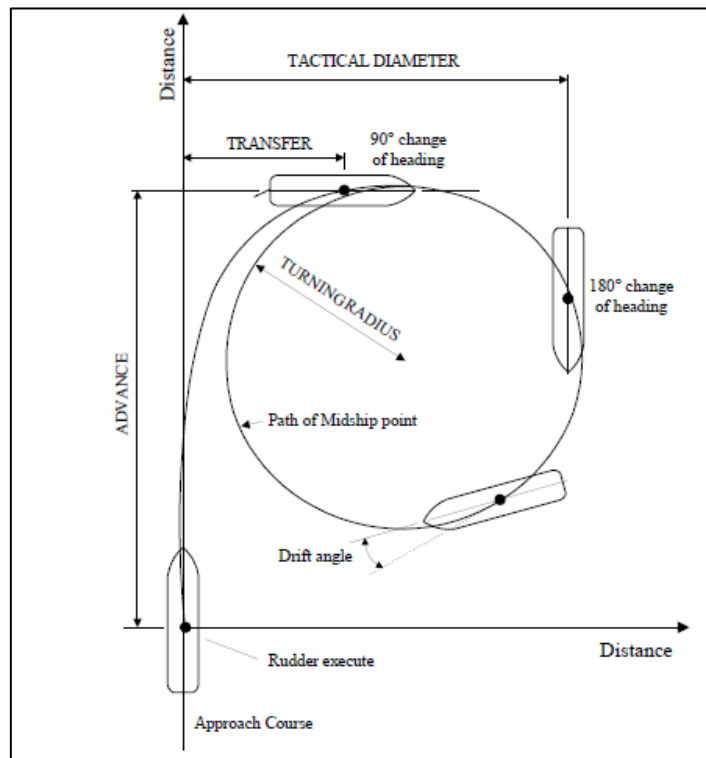 Distance
TACTICAL DIAMETER
TRANSFER
90° change
of heading
TURNINGRADIUS
180° change
of heading
ADVANCE
Path of Midship point
Drift angle
Rudder execute
Distance
Approach Course